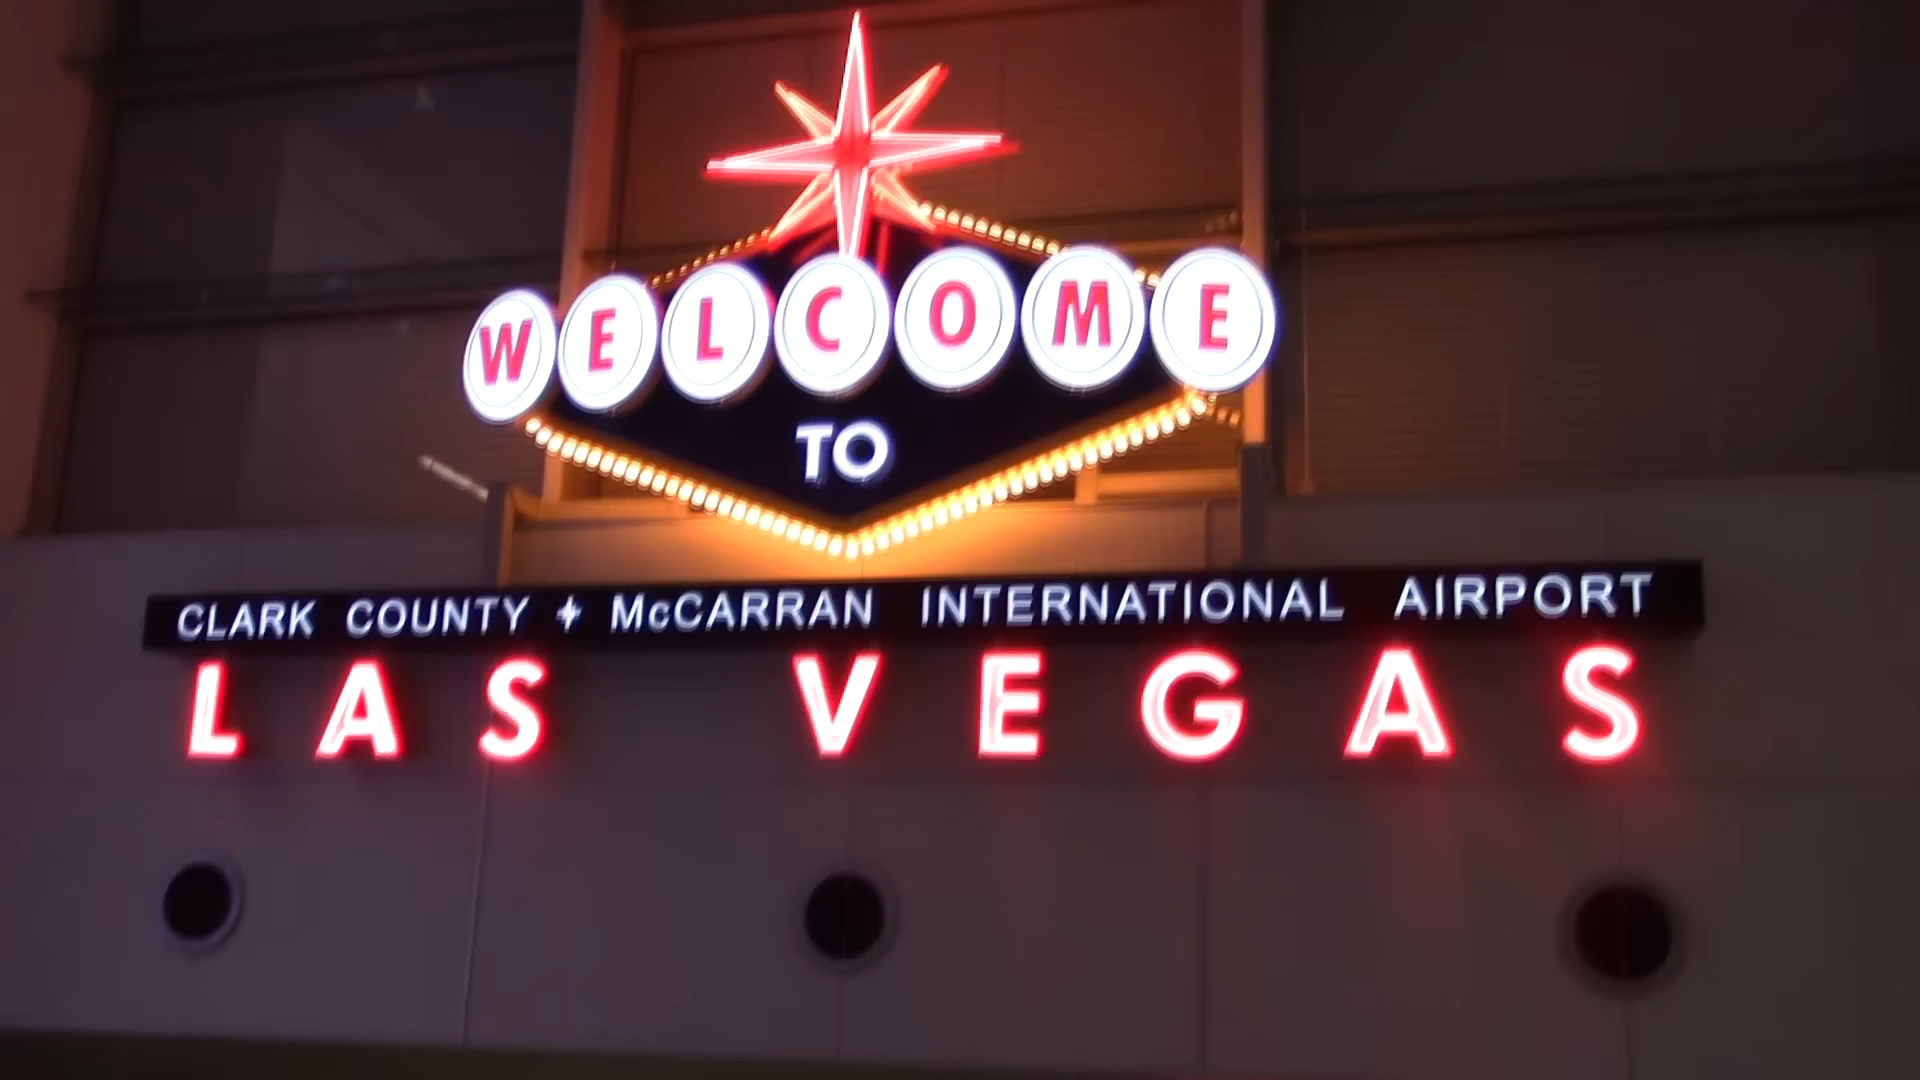 WELCOME
TO
CLARK COUNTY ✦ McCARRAN INTERNATIONAL AIRPORT
LAS VEGAS